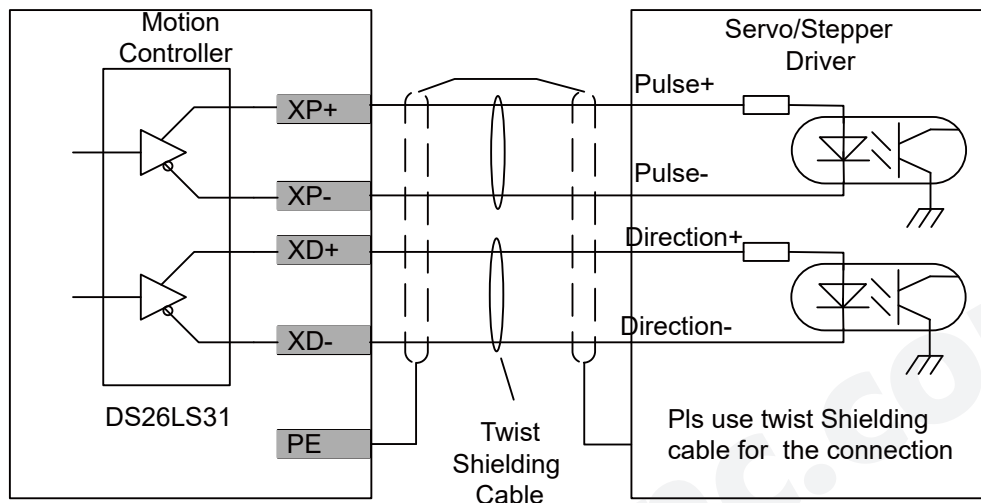 Motion
Controller
Servo/Stepper
Driver
XP+
Pulse+
XP-
Pulse-
XD+
Direction+
XD-
Direction-
DS26LS31
PE
Twist
Shielding
Cable
Pls use twist Shielding
cable for the connection